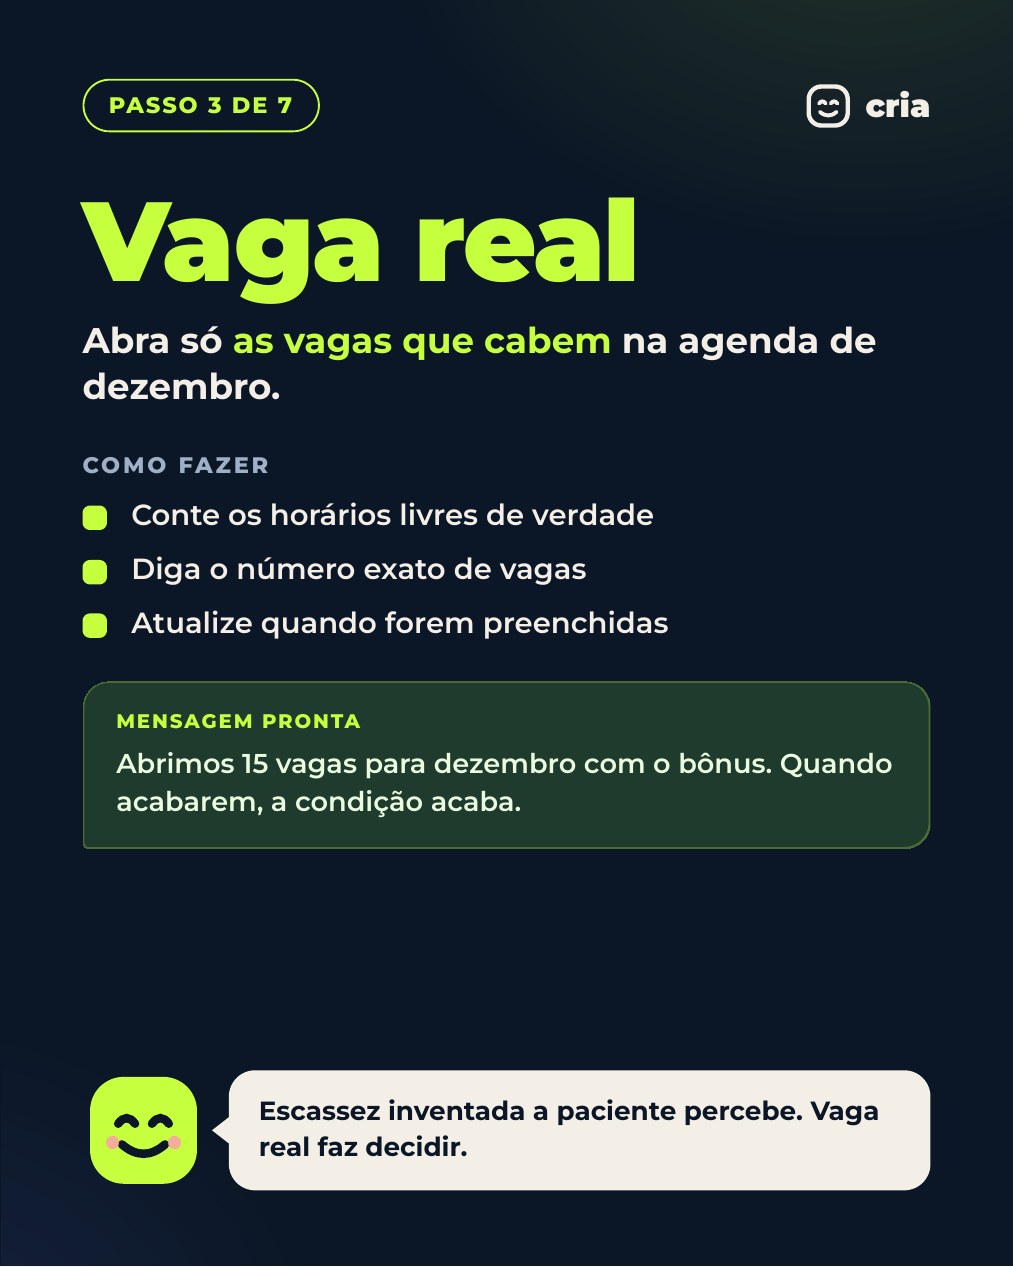 PASSO 3 DE 7
cria
Vaga real
Abra só as vagas que cabem na agenda de
dezembro.
COMO FAZER
Conte os horários livres de verdade
Diga o número exato de vagas
Atualize quando forem preenchidas
MENSAGEM PRONTA
Abrimos 15 vagas para dezembro com o bônus. Quando
acabarem, a condição acaba.
Escassez inventada a paciente percebe. Vaga
real faz decidir.